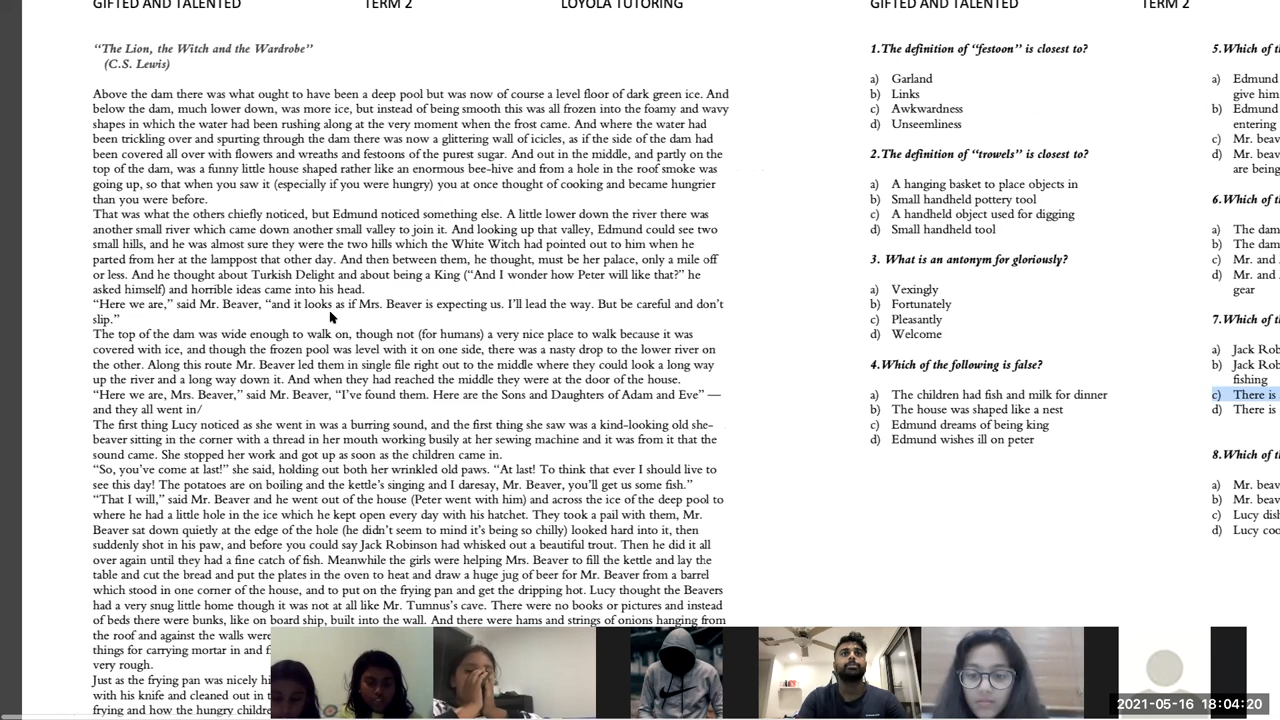 GIFTED AND TALENTED TERM 2 LOYOLA TUTORING
"The Lion, the Witch and the Wardrobe"
(C.S. Lewis)
Above the dam there was what ought to have been a deep pool but was now of course a level floor of dark green ice. And
below the dam, much lower down, was more ice, but instead of being smooth this was all frozen into the foamy and wavy
shapes in which the water had been rushing along at the very moment when the frost came. And where the water had
been trickling over and spurting through the dam there was now a glittering wall of icicles, as if the side of the dam had
been covered all over with flowers and wreaths and festoons of the purest sugar. And out in the middle, and partly on the
top of the dam, was a funny little house shaped rather like an enormous bee-hive and from a hole in the roof smoke was
going up, so that when you saw it (especially if you were hungry) you at once thought of cooking and became hungrier
than you were before.
That was what the others chiefly noticed, but Edmund noticed something else. A little lower down the river there was
another small river which came down another small valley to join it. And looking up that valley, Edmund could see two
small hills, and he was almost sure they were the two hills which the White Witch had pointed out to him when he
parted from her at the lamppost that other day. And then between them, he thought, must be her palace, only a mile off
or less. And he thought about Turkish Delight and about being a King ("And I wonder how Peter will like that?" he
asked himself) and horrible ideas came into his head.
"Here we are," said Mr. Beaver, "and it looks as if Mrs. Beaver is expecting us. I'll lead the way. But be careful and don't
slip."
The top of the dam was wide enough to walk on, though not (for humans) a very nice place to walk because it was
covered with ice, and though the frozen pool was level with it on one side, there was a nasty drop to the lower river on
the other. Along this route Mr. Beaver led them in single file right out to the middle where they could look a long way
up the river and a long way down it. And when they had reached the middle they were at the door of the house.
"Here we are, Mrs. Beaver," said Mr. Beaver, "I've found them. Here are the Sons and Daughters of Adam and Eve" —
and they all went in/
The first thing Lucy noticed as she went in was a burring sound, and the first thing she saw was a kind-looking old she-
beaver sitting in the corner with a thread in her mouth working busily at her sewing machine and it was from it that the
sound came. She stopped her work and got up as soon as the children came in.
"So, you've come at last!" she said, holding out both her wrinkled old paws. "At last! To think that ever I should live to
see this day! The potatoes are on boiling and the kettle's singing and I daresay, Mr. Beaver, you'll get us some fish."
"That I will," said Mr. Beaver and he went out of the house (Peter went with him) and across the ice of the deep pool to
where he had a little hole in the ice which he kept open every day with his hatchet. They took a pail with them, Mr.
Beaver sat down quietly at the edge of the hole (he didn't seem to mind it's being so chilly) looked hard into it, then
suddenly shot in his paw, and before you could say Jack Robinson had whisked out a beautiful trout. Then he did it all
over again until they had a fine catch of fish. Meanwhile the girls were helping Mrs. Beaver to fill the kettle and lay the
table and cut the bread and put the plates in the oven to heat and draw a huge jug of beer for Mr. Beaver from a barrel
which stood in one corner of the house, and to put on the frying pan and get the dripping hot. Lucy thought the Beavers
had a very snug little home though it was not at all like Mr. Tumnus's cave. There were no books or pictures and instead
of beds there were bunks, like on board ship, built into the wall. And there were hams and strings of onions hanging from
the roof and against the walls were
things for carrying mortar in and
very rough.
Just as the frying pan was nicely
with his knife and cleaned out in
frying and how the hungry
GIFTED AND TALENTED TERM 2
1.The definition of "festoon" is closest to?
a) Garland
b) Links
c) Awkwardness
d) Unseemliness
2.The definition of "trowels" is closest to?
a) A hanging basket to place objects in
b) Small handheld pottery tool
c) A handheld object used for digging
d) Small handheld tool
3. What is an antonym for gloriously?
a) Vexingly
b) Fortunately
c) Pleasantly
d) Welcome
4.Which of the following is false?
a) The children had fish and milk for dinner
b) The house was shaped like a nest
c) Edmund dreams of being king
d) Edmund wishes ill on peter
5.Which of
a) Edmund
give him
b) Edmund
entering
c) Mr. beav
d) Mr. beav
are being
6.Which of
a) The dam
b) The dam
c) Mr. and
d) Mr. and
gear
7.Which of
a) Jack Rob
b) Jack Rob
fishing
c) There is
d) There is
8.Which of
a) Mr. beav
b) Mr. beav
c) Lucy dish
d) Lucy coo
2021-05-16 18:04:20